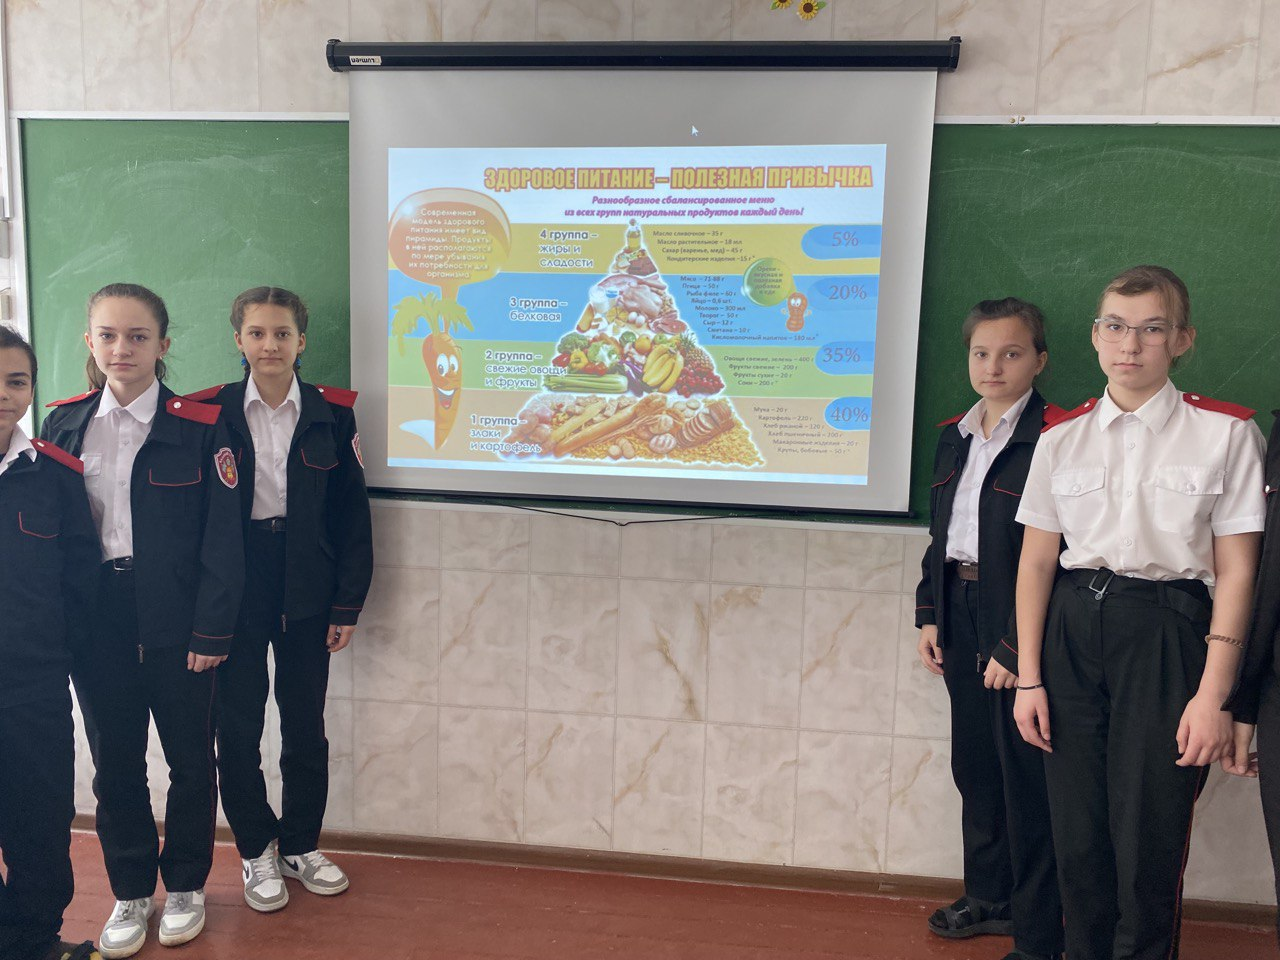 ЗДОРОВОЕ ПИТАНИЕ – ПОЛЕЗНАЯ ПРИВЫЧКА
Разнообразное сбалансированное меню
из всех групп натуральных продуктов каждый день!
Современная
модель здорового
питания имеет вид
пирамиды. Продукты
в ней располагаются
по мере убывания
их потребности для
организма.
4 группа –
жиры и
сладости
Масло сливочное – 35 г
Масло растительное – 18 мл
Сахар (варенье, мед) – 45 г
Кондитерские изделия – 15 г
5%
3 группа –
белковая
Мясо – 71-88 г
Птица – 50 г
Рыба филе – 60 г
Яйцо – 0,6 шт.
Молоко – 300 мл
Творог – 50 г
Сыр – 12 г
Сметана – 10 г
Кисломолочный напиток – 180 мл
Орехи –
вкусная и
полезная
добавка
к еде
20%
2 группа –
свежие овощи
и фрукты
Овощи свежие, зелень – 400 г
Фрукты свежие – 200 г
Фрукты сухие – 20 г
Соки – 200 г
35%
1 группа –
злаки
и картофель
Мука – 20 г
Картофель – 220 г
Хлеб ржаной – 120 г
Хлеб пшеничный – 200 г
Макаронные изделия – 20 г
Крупы, бобовые – 50 г
40%